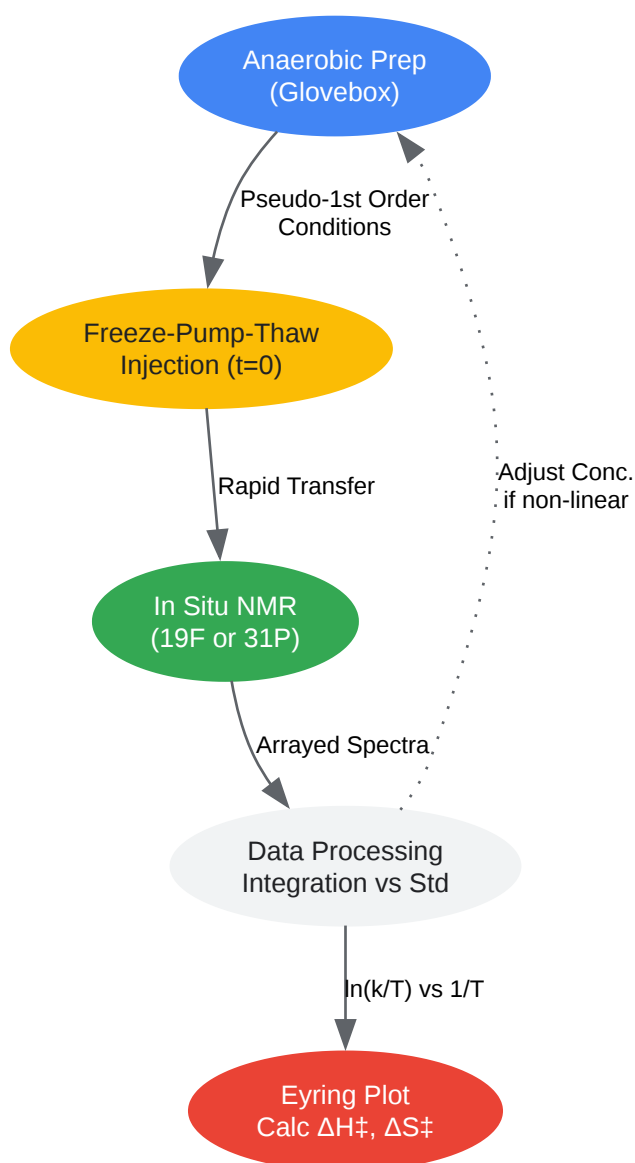 Anaerobic Prep
(Glovebox)
Pseudo-1st Order
Conditions
Freeze-Pump-Thaw
Injection (t=0)
Rapid Transfer
Adjust Conc.
if non-linear
In Situ NMR
(19F or 31P)
Arrayed Spectra
Data Processing
Integration vs Std
ln(k/T) vs 1/T
Eyring Plot
Calc ΔH‡, ΔS‡